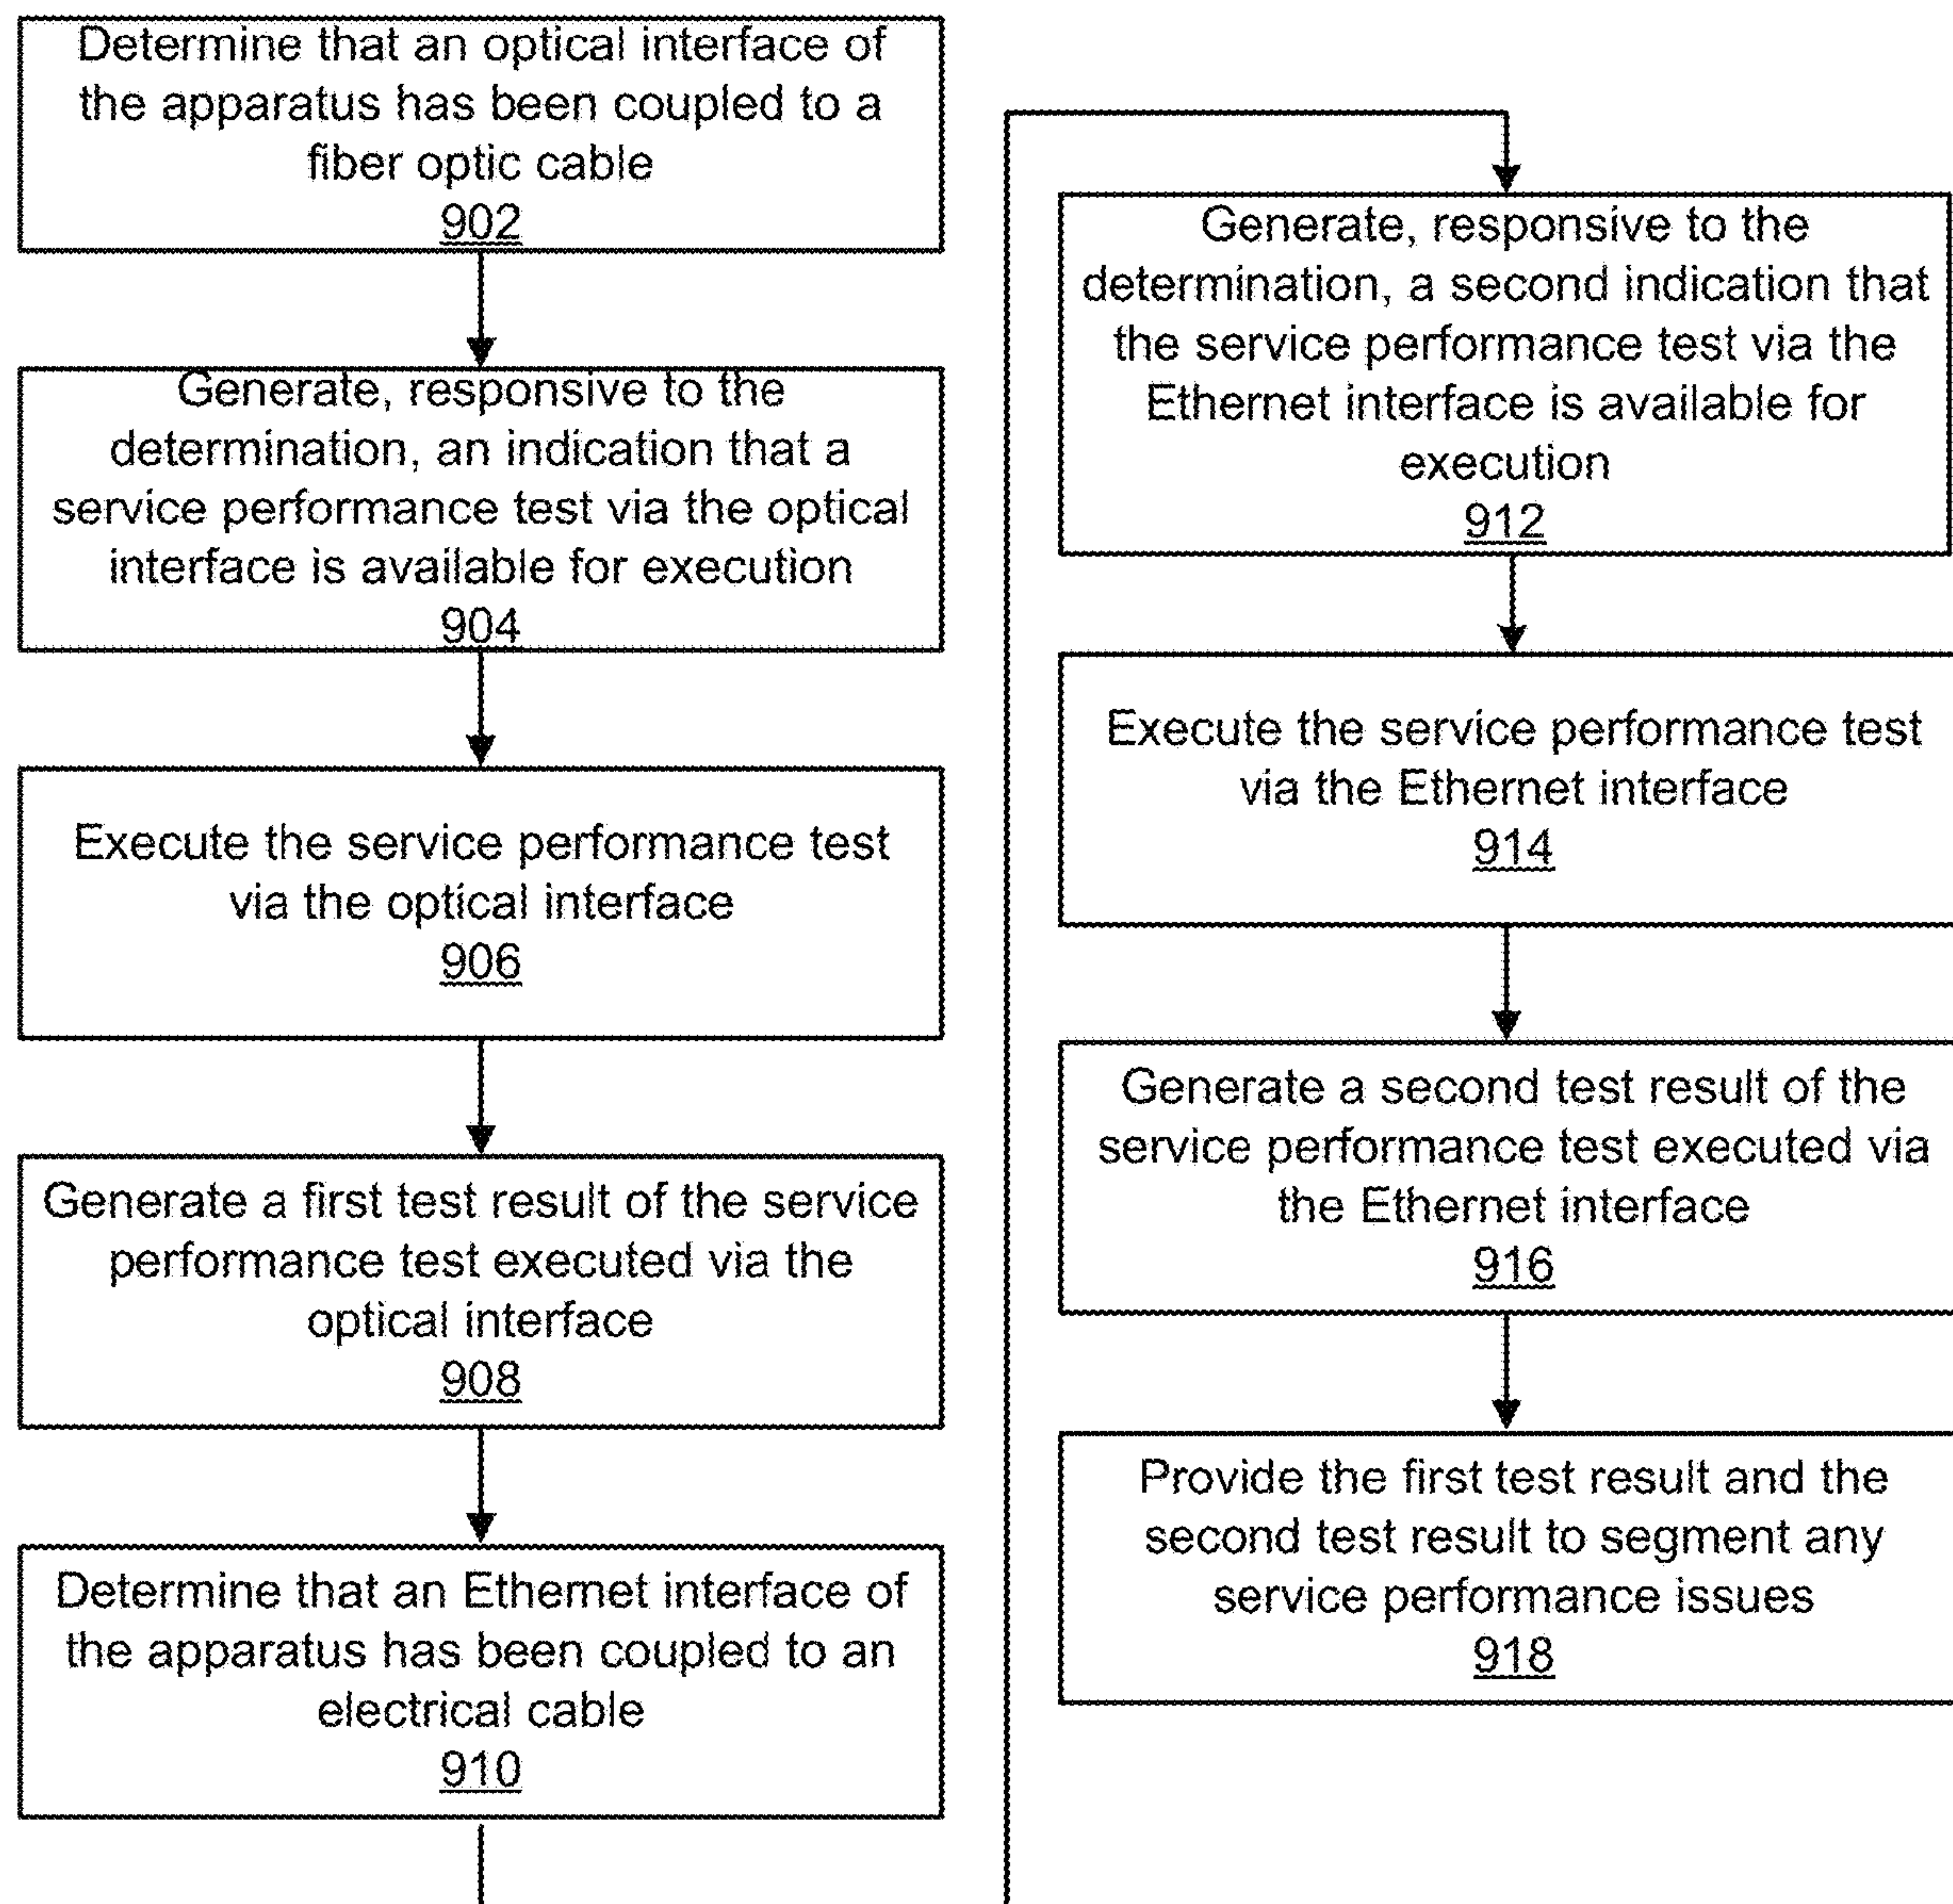 Determine that an optical interface of
the apparatus has been coupled to a
fiber optic cable
902
Generate, responsive to the
determination, an indication that a
service performance test via the optical
interface is available for execution
904
Execute the service performance test
via the optical interface
906
Generate a first test result of the service
performance test executed via the
optical interface
908
Determine that an Ethernet interface of
the apparatus has been coupled to an
electrical cable
910
Generate, responsive to the
determination, a second indication that
the service performance test via the
Ethernet interface is available for
execution
912
Execute the service performance test
via the Ethernet interface
914
Generate a second test result of the
service performance test executed via
the Ethernet interface
916
Provide the first test result and the
second test result to segment any
service performance issues
918